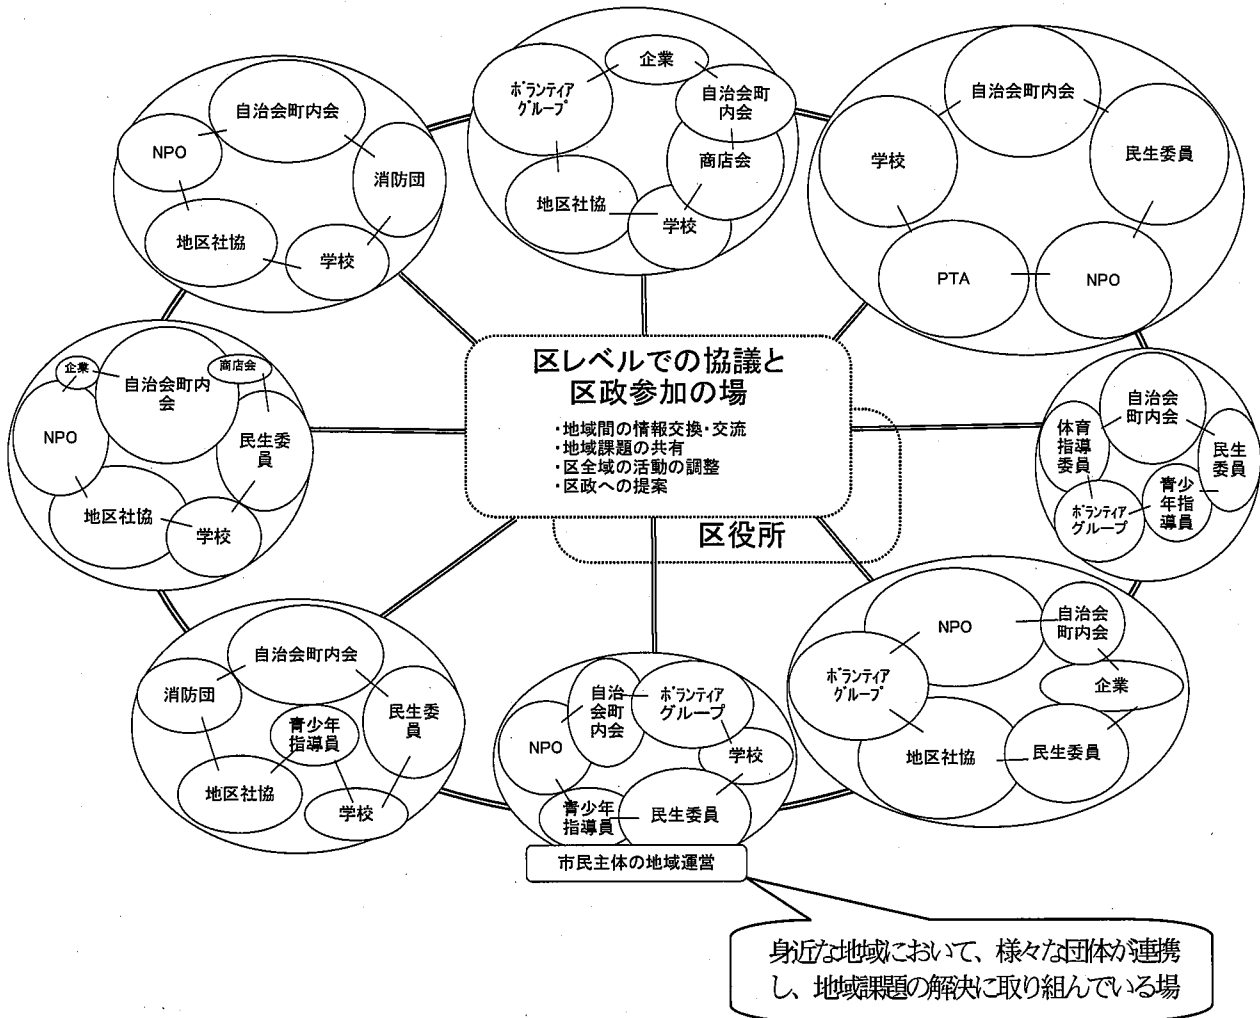 自治会町内会
NPO
消防団
地区社協
学校
企業
ボランティア
グループ
自治会町
内会
商店会
地区社協
学校
自治会町内会
学校
民生委員
PTA
NPO
企業
商店会
自治会町内
会
NPO
民生委
員
地区社協
学校
区レベルでの協議と
区政参加の場
・地域間の情報交換・交流
・地域課題の共有
・区全域の活動の調整
・区政への提案
区役所
自治会
町内会
体育
指導
委員
民生
委員
青少
年指
導員
ボランティア
グループ
自治会町内会
消防団
民生委
員
青少年
指導員
地区社協
学校
自治
会町
内会
ボランティア
グループ
NPO
学校
青少年
指導員
民生委員
NPO
自治会
町内会
ボランティア
グループ
企業
地区社協
民生委員
市民主体の地域運営
身近な地域において、様々な団体が連携
し、地域課題の解決に取り組んでいる場